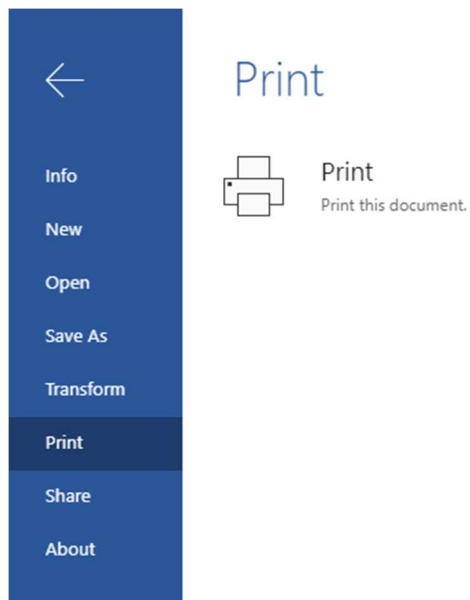 Print
Info
New
Open
Save As
Transform
Print
Share
About
Print
Print this document.